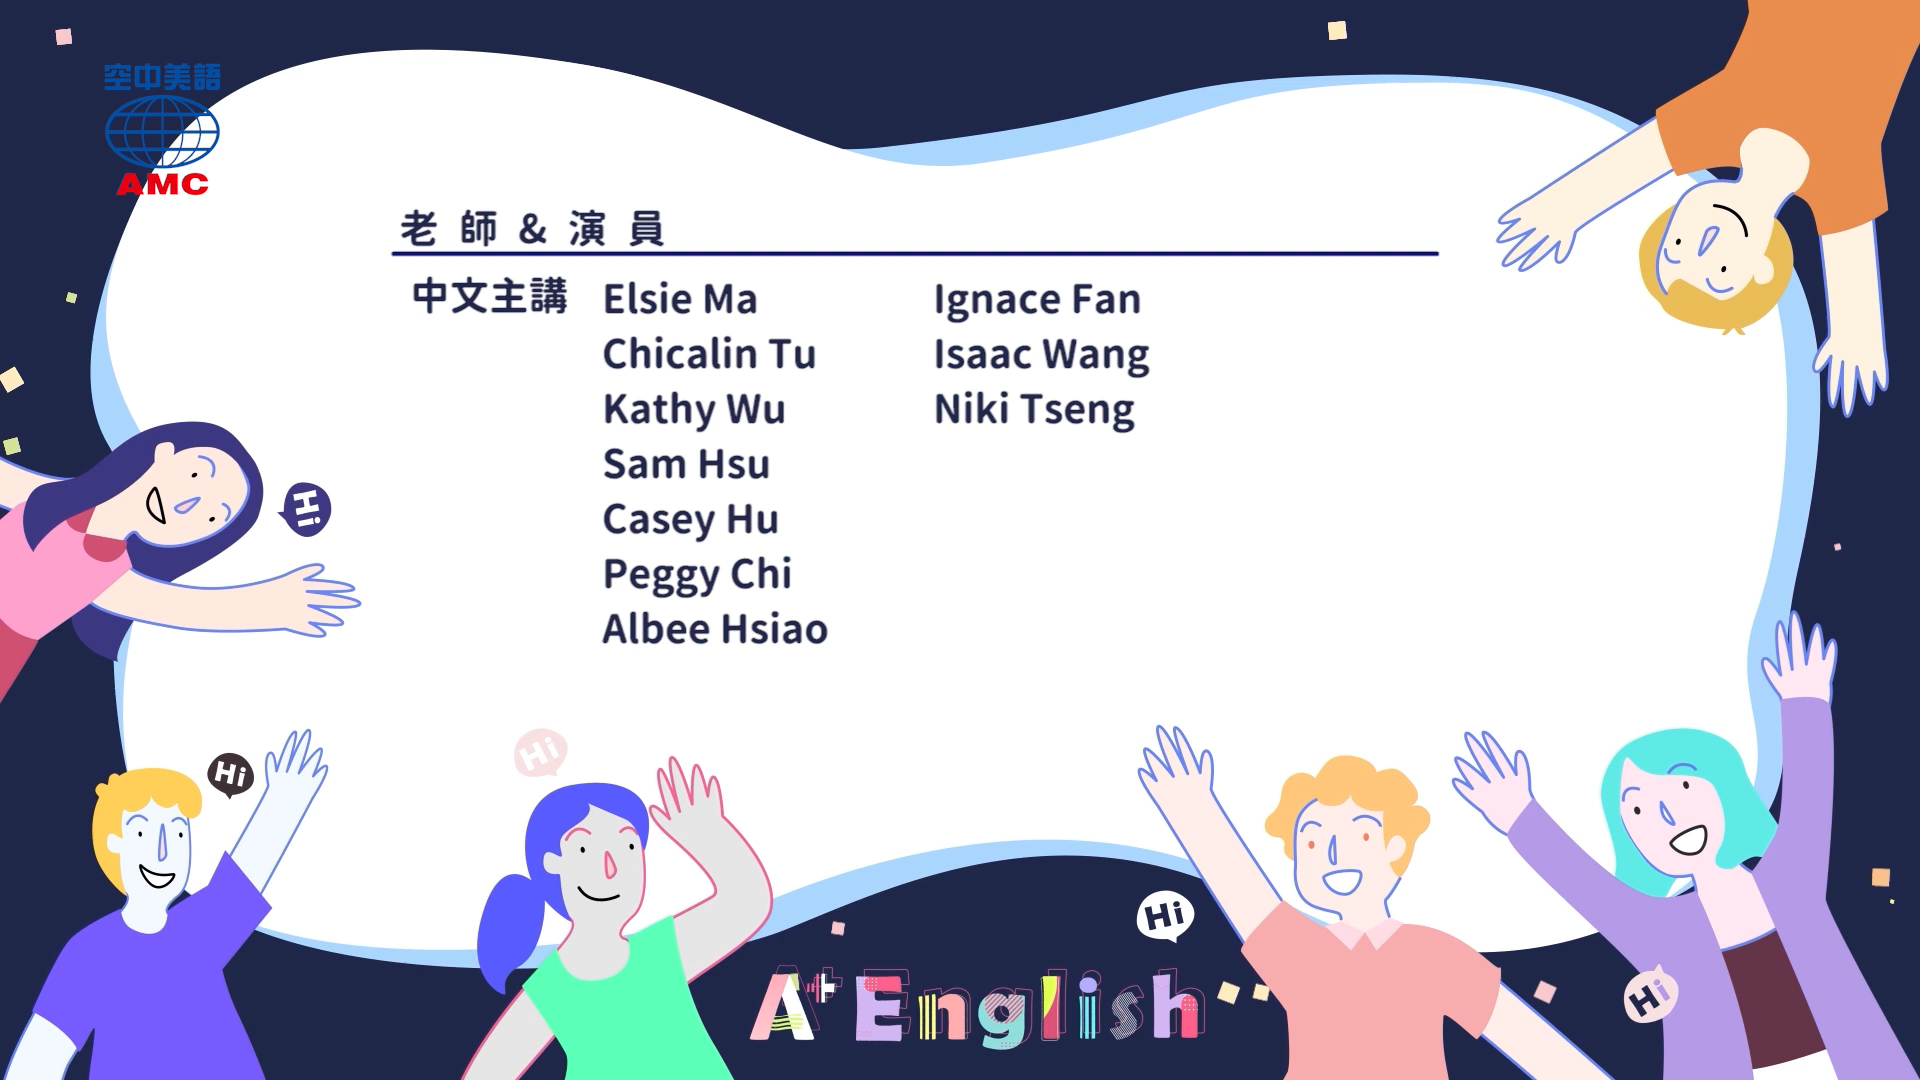 空中美語
AMC
老師&演員
中文主講
Elsie Ma
Chicalin Tu
Kathy Wu
Sam Hsu
Casey Hu
Peggy Chi
Albee Hsiao
Ignace Fan
Isaac Wang
Niki Tseng
Hi
Hi
Hi
Hi
Hi
A+ English